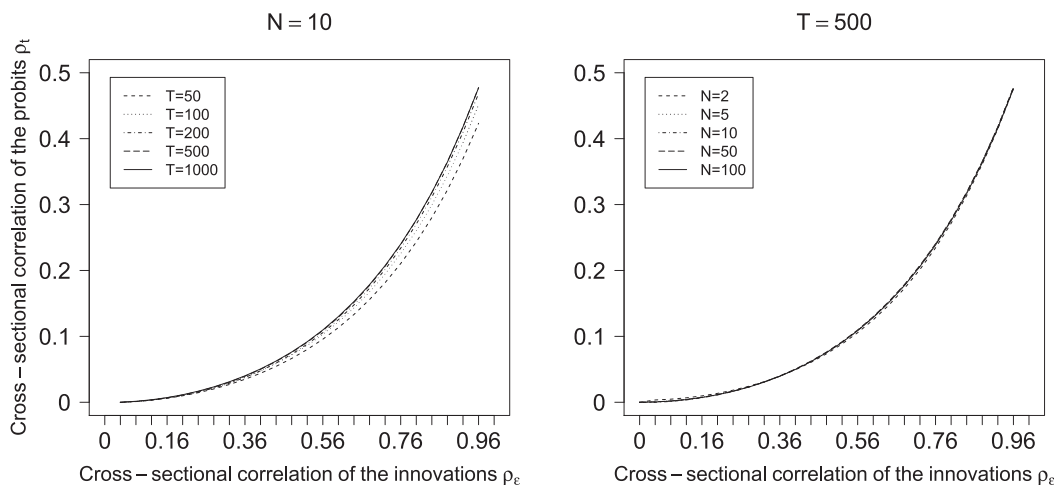 N = 10
Cross – sectional correlation of the probits ρt
0.5
0.4
0.3
0.2
0.1
0
T=50
T=100
T=200
T=500
T=1000
0 0.16 0.36 0.56 0.76 0.96
Cross – sectional correlation of the innovations ρε
T = 500
0.5
0.4
0.3
0.2
0.1
0
N=2
N=5
N=10
N=50
N=100
0 0.16 0.36 0.56 0.76 0.96
Cross – sectional correlation of the innovations ρε